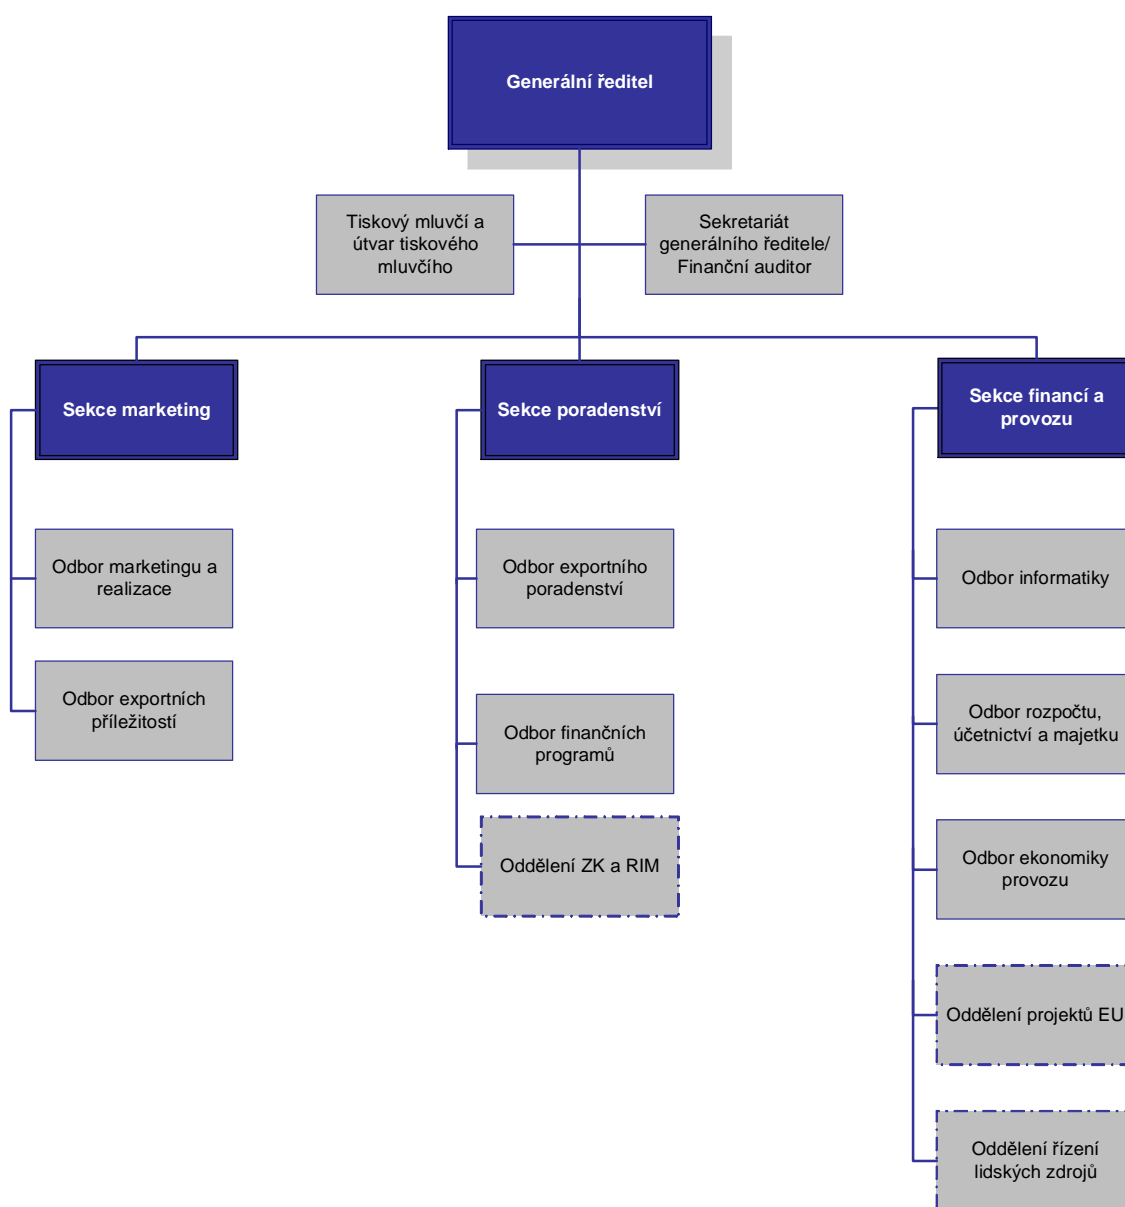 Generální ředitel
Tiskový mluvčí a
útvar tiskového
mluvčího
Sekretariát
generálního ředitele/
Finanční auditor
Sekce marketing
Sekce poradenství
Sekce financí a
provozu
Odbor marketingu a
realizace
Odbor exportního
poradenství
Odbor informatiky
Odbor exportních
příležitostí
Odbor finančních
programů
Odbor rozpočtu,
účetnictví a majetku
Oddělení ZK a RIM
Odbor ekonomiky
provozu
Oddělení projektů EU
Oddělení řízení
lidských zdrojů